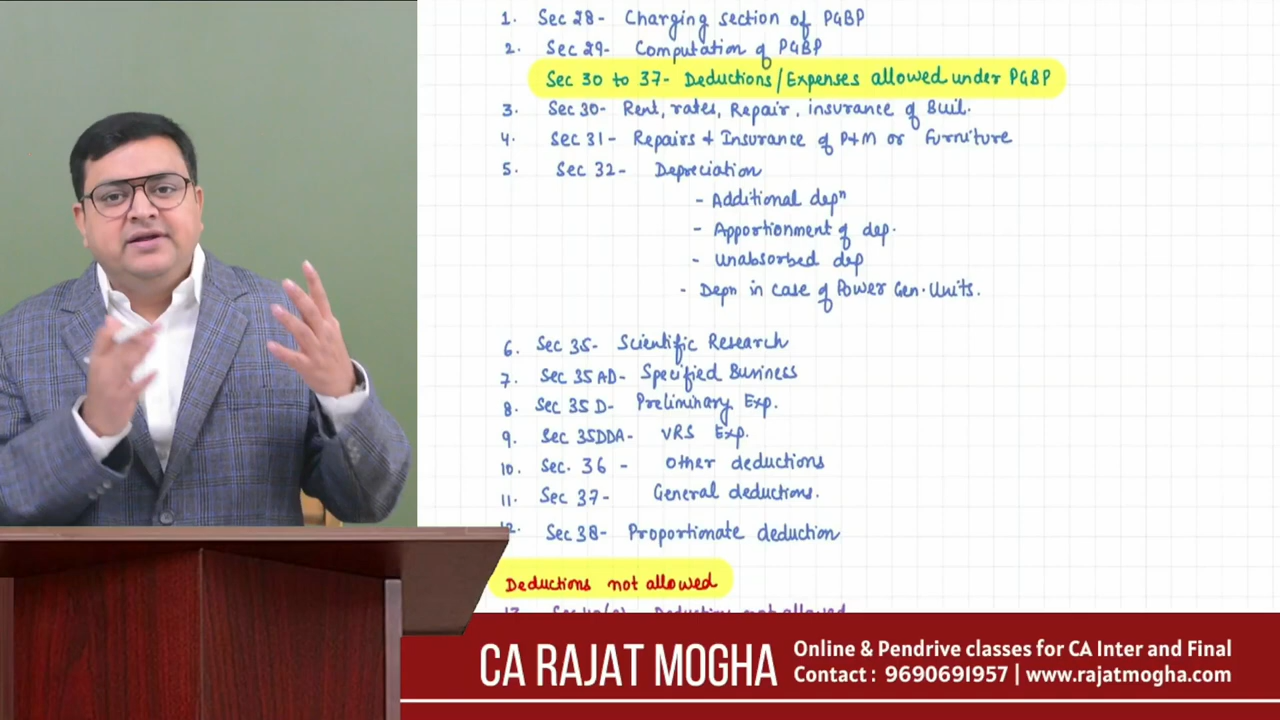 1. Sec 28- Charging section of PGBP
2. Sec 29- Computation of PGBP
Sec 30 to 37- Deductions/Expenses allowed under PGBP
3. Sec 30- Rent, rates, Repair, insurance of Buil.
4. Sec 31- Repairs & Insurance of P+M or Furniture
5. Sec 32- Depreciation
- Additional depⁿ
- Apportionment of dep.
- Unabsorbed dep
- Depn in case of Power Gen. Units.
6. Sec 35- Scientific Research
7. Sec 35 AD- Specified Business
8. Sec 35 D- Preliminary Exp.
9. Sec 35DDA- VRS Exp.
10. Sec. 36 - Other deductions
11. Sec 37- General deductions.
12. Sec 38- Proportionate deduction
Deductions not allowed
CA RAJAT MOGHA
Online & Pendrive classes for CA Inter and Final
Contact : 9690691957 | www.rajatmogha.com